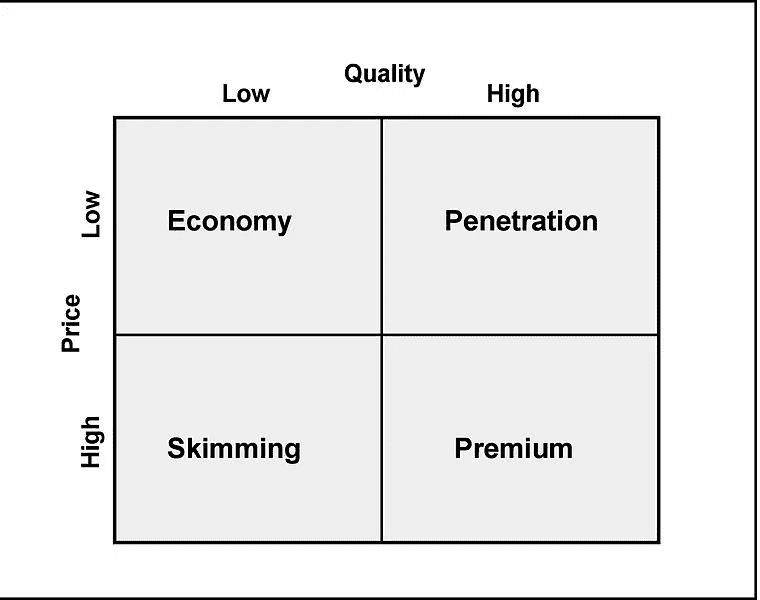 Quality
Low High
Low
Economy Penetration
Price
High
Skimming Premium